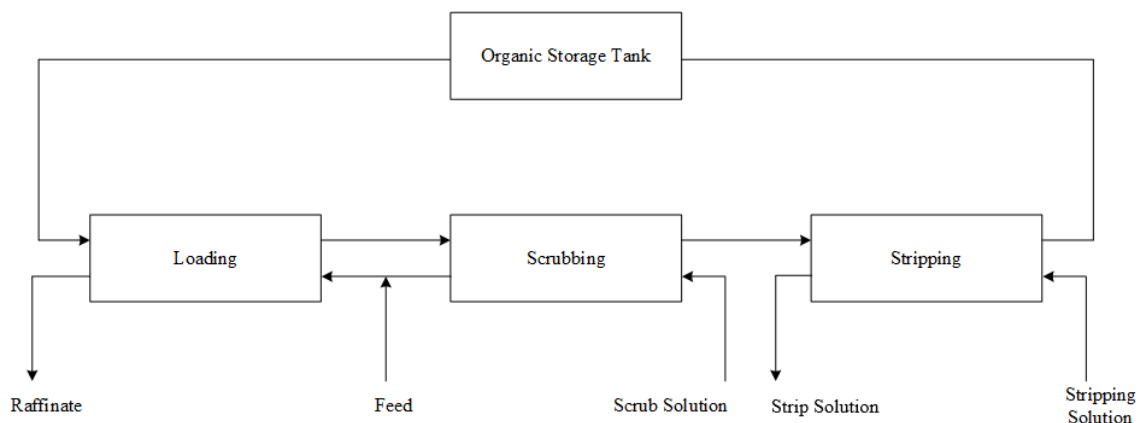 Organic Storage Tank
Loading
Scrubbing
Stripping
Raffinate
Feed
Scrub Solution
Strip Solution
Stripping
Solution